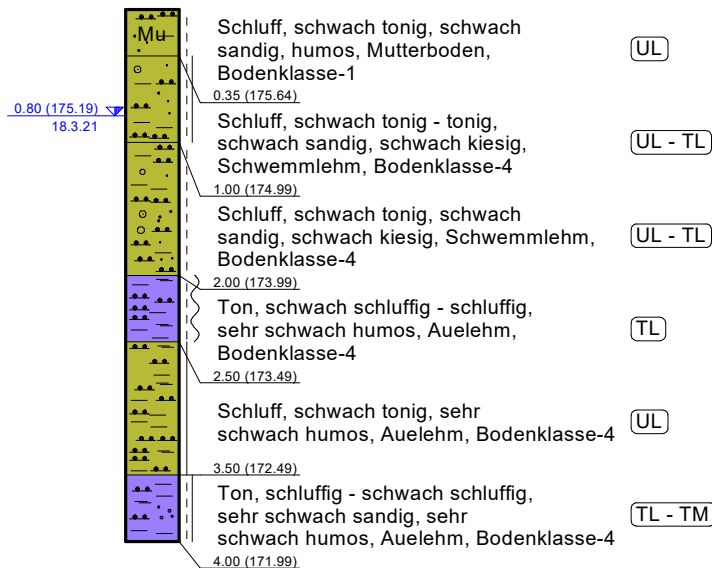 Mu
Schluff, schwach tonig, schwach
sandig, humos, Mutterboden,
Bodenklasse-1
UL
0.35 (175.64)
0.80 (175.19)
18.3.21
Schluff, schwach tonig - tonig,
schwach sandig, schwach kiesig,
Schwemmlehm, Bodenklasse-4
UL - TL
1.00 (174.99)
Schluff, schwach tonig, schwach
sandig, schwach kiesig, Schwemmlehm,
Bodenklasse-4
UL - TL
2.00 (173.99)
Ton, schwach schluffig - schluffig,
sehr schwach humos, Auelehm,
Bodenklasse-4
TL
2.50 (173.49)
Schluff, schwach tonig, sehr
schwach humos, Auelehm, Bodenklasse-4
UL
3.50 (172.49)
Ton, schluffig - schwach schluffig,
sehr schwach sandig, sehr
schwach humos, Auelehm, Bodenklasse-4
TL - TM
4.00 (171.99)